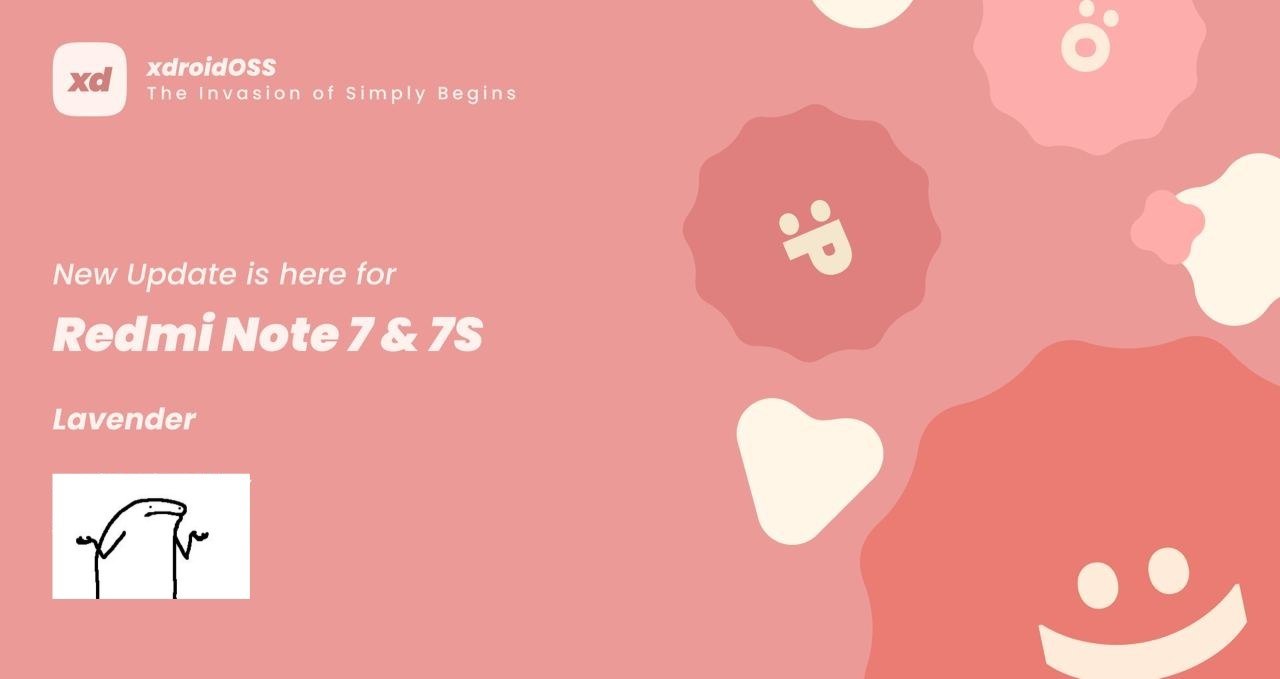 xd
xdroidOSS
The Invasion of Simply Begins
New Update is here for
Redmi Note 7 & 7S
Lavender